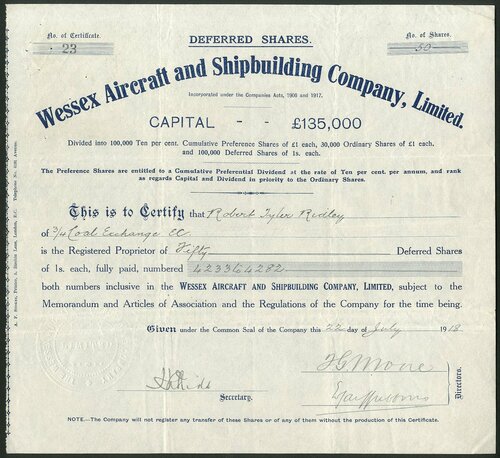 DEFERRED SHARES.
No. of Certificate.
23
No. of Shares.
50
Wessex Aircraft and Shipbuilding Company, Limited.
Incorporated under the Companies Acts, 1908 and 1917.
CAPITAL - - £135,000
Divided into 100,000 Ten per cent. Cumulative Preference Shares of £1 each, 30,000 Ordinary Shares of £1 each,
and 100,000 Deferred Shares of 1s. each.
The Preference Shares are entitled to a Cumulative Preferential Dividend at the rate of Ten per cent. per annum, and rank
as regards Capital and Dividend in priority to the Ordinary Shares.
This is to Certify that Robert Tyler Ridley
of 3/4 Coal Exchange EC.
is the Registered Proprietor of Fifty Deferred Shares
of 1s. each, fully paid, numbered 4233 to 4282
both numbers inclusive in the WESSEX AIRCRAFT AND SHIPBUILDING COMPANY, LIMITED, subject to the
Memorandum and Articles of Association and the Regulations of the Company for the time being.
Given under the Common Seal of the Company this 22 day of July 1918
Secretary.
Directors.
NOTE.—The Company will not register any transfer of these Shares or of any of them without the production of this Certificate.